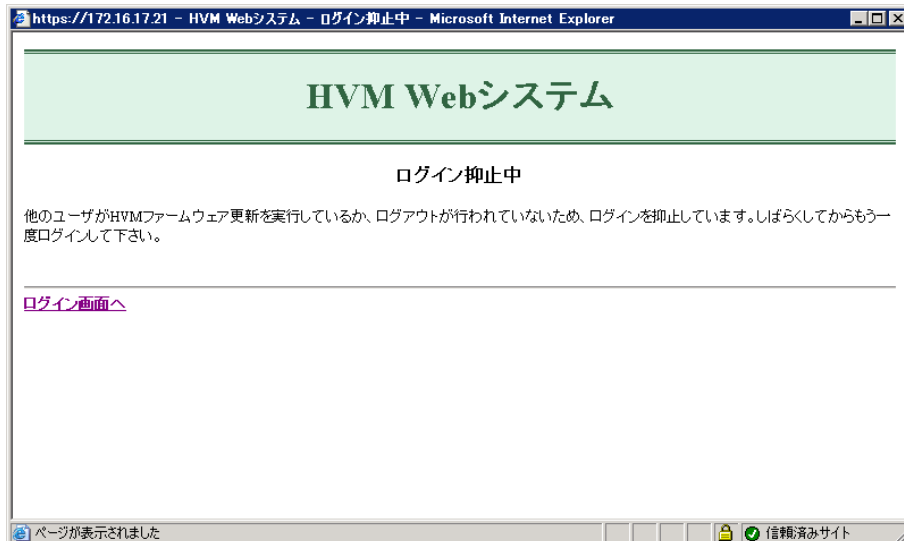 https://172.16.17.21 - HVM Webシステム - ログイン抑止中 - Microsoft Internet Explorer
HVM Webシステム
ログイン抑止中
他のユーザがHVMファームウェア更新を実行しているか、ログアウトが行われていないため、ログインを抑止しています。しばらくしてからもう一
度ログインして下さい。
ログイン画面へ
ページが表示されました 信頼済みサイト